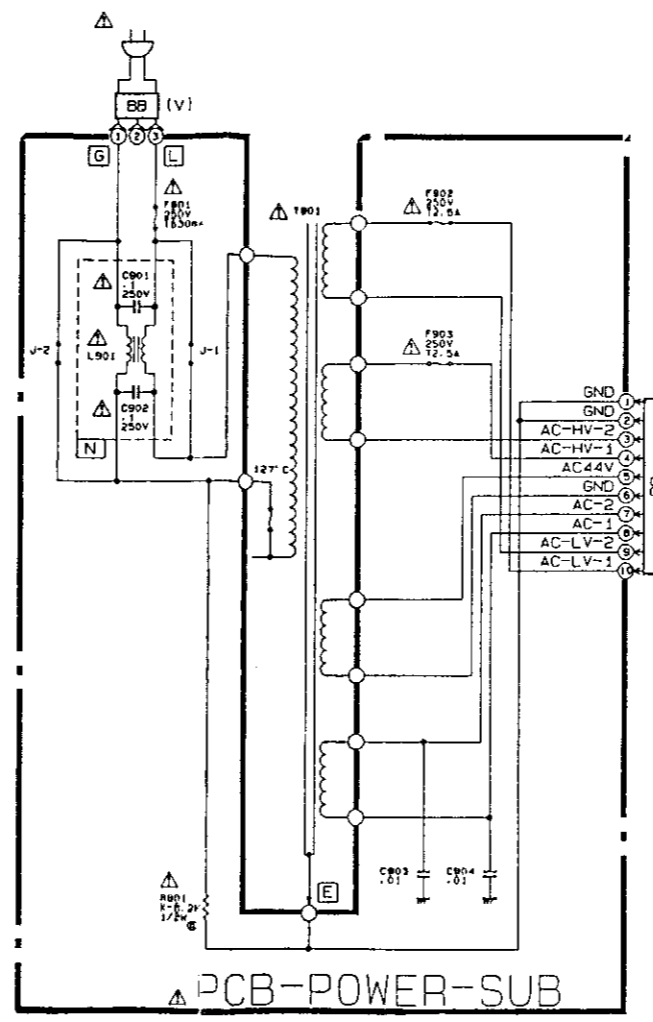 BB (V)
1 2 3
G L
F901
250V
T630mA
T901
F902
250V
T2.5A
C901
.1
250V
J-2
L901
J-1
F903
250V
T2.5A
C902
.1
250V
N
127°C
GND 1
GND 2
AC-HV-2 3
AC-HV-1 4
AC44V 5
GND 6
AC-2 7
AC-1 8
AC-LV-2 9
AC-LV-1 10
C903
.01
C904
.01
E
R901
1/2W
PCB-POWER-SUB